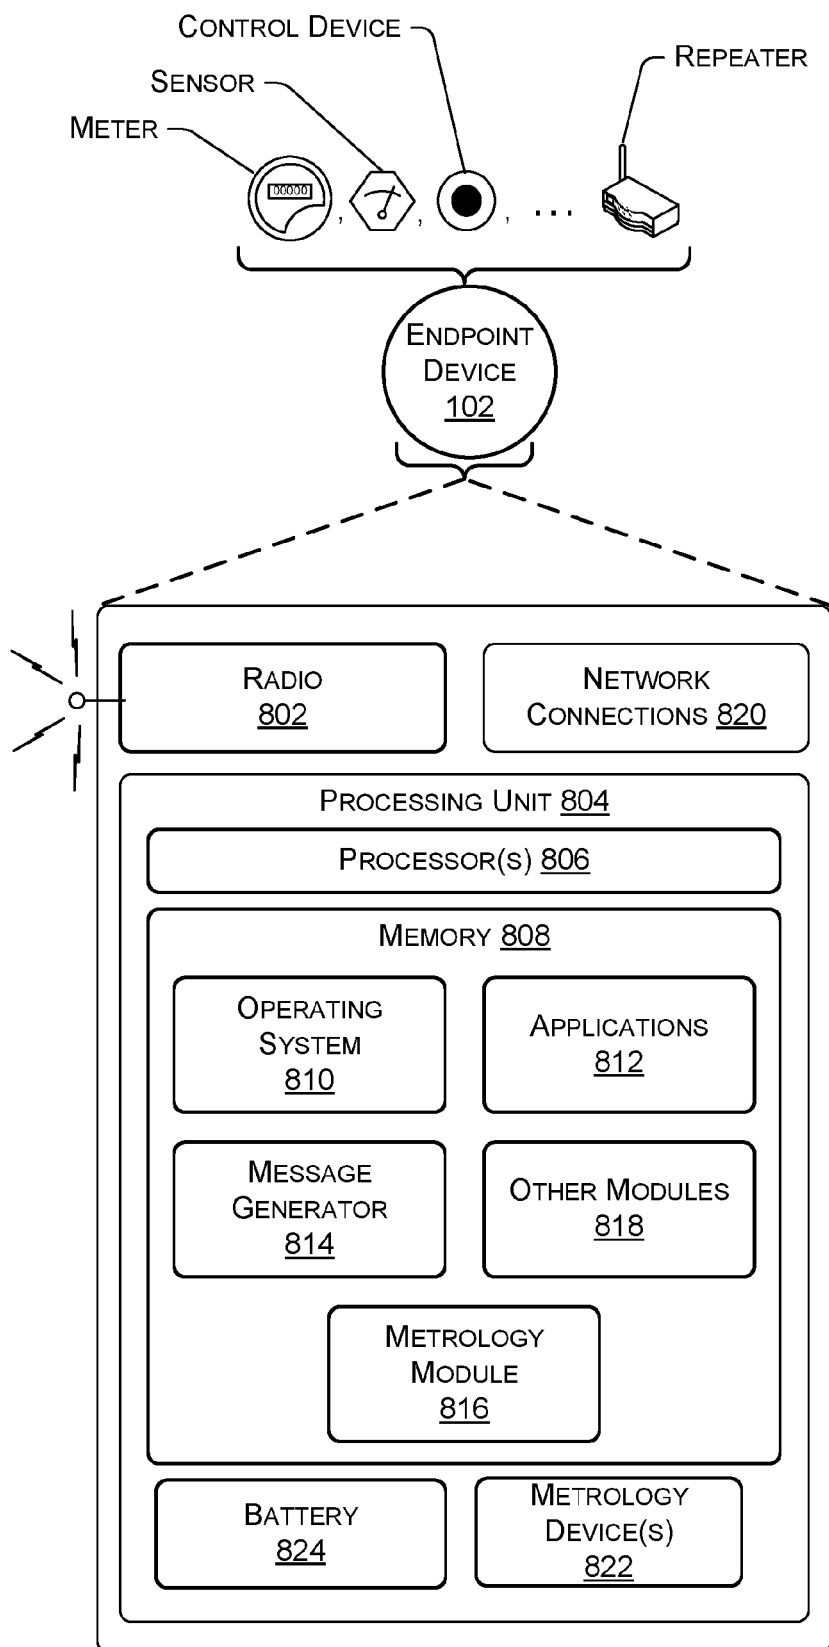 CONTROL DEVICE
REPEATER
SENSOR
METER
00000
, , , ...
ENDPOINT
DEVICE
102
RADIO
802
NETWORK
CONNECTIONS 820
PROCESSING UNIT 804
PROCESSOR(S) 806
MEMORY 808
OPERATING
SYSTEM
810
APPLICATIONS
812
MESSAGE
GENERATOR
814
OTHER MODULES
818
METROLOGY
MODULE
816
BATTERY
824
METROLOGY
DEVICE(S)
822